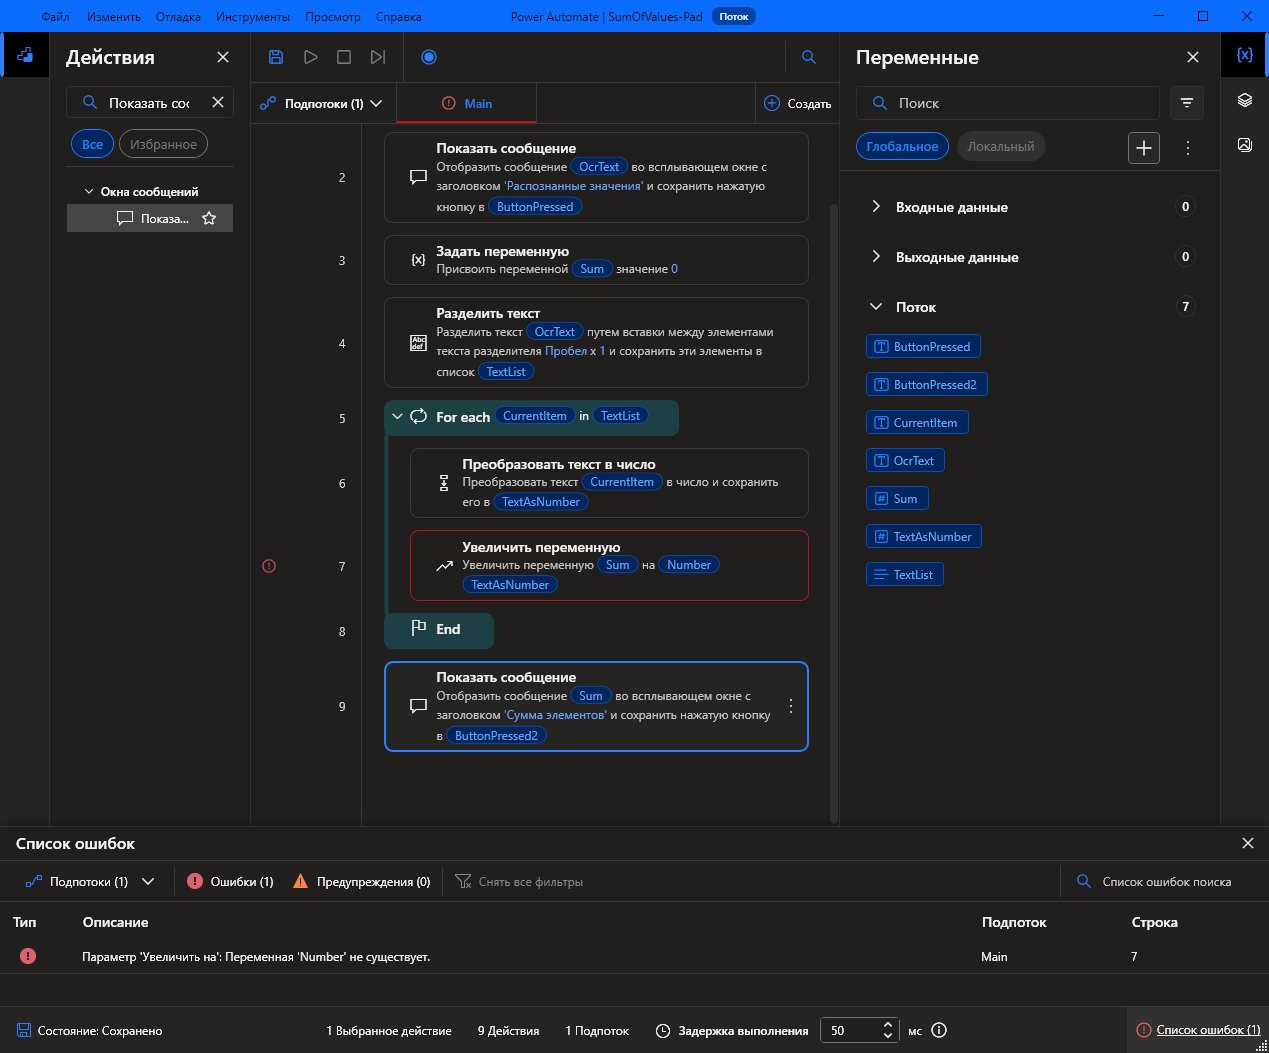 Файл Изменить Отладка Инструменты Просмотр Справка Power Automate | SumOfValues-Pad Поток
Действия
Показать соо
Все Избранное
Окна сообщений
Показа...
Подпотоки (1) Main Создать
2
Показать сообщение
Отобразить сообщение OcrText во всплывающем окне с
заголовком 'Распознанные значения' и сохранить нажатую
кнопку в ButtonPressed
3
Задать переменную
Присвоить переменной Sum значение 0
4
Разделить текст
Разделить текст OcrText путем вставки между элементами
текста разделителя Пробел x 1 и сохранить эти элементы в
список TextList
5
For each CurrentItem in TextList
6
Преобразовать текст в число
Преобразовать текст CurrentItem в число и сохранить
его в TextAsNumber
7
Увеличить переменную
Увеличить переменную Sum на Number
TextAsNumber
8
End
9
Показать сообщение
Отобразить сообщение Sum во всплывающем окне с
заголовком 'Сумма элементов' и сохранить нажатую кнопку
в ButtonPressed2
Переменные
{x}
Поиск
Глобальное Локальный
Входные данные 0
Выходные данные 0
Поток 7
ButtonPressed
ButtonPressed2
CurrentItem
OcrText
Sum
TextAsNumber
TextList
Список ошибок
Подпотоки (1) Ошибки (1) Предупреждения (0) Снять все фильтры Список ошибок поиска
Тип Описание Подпоток Строка
Параметр 'Увеличить на': Переменная 'Number' не существует. Main 7
Состояние: Сохранено 1 Выбранное действие 9 Действия 1 Подпоток Задержка выполнения 50 мс Список ошибок (1)